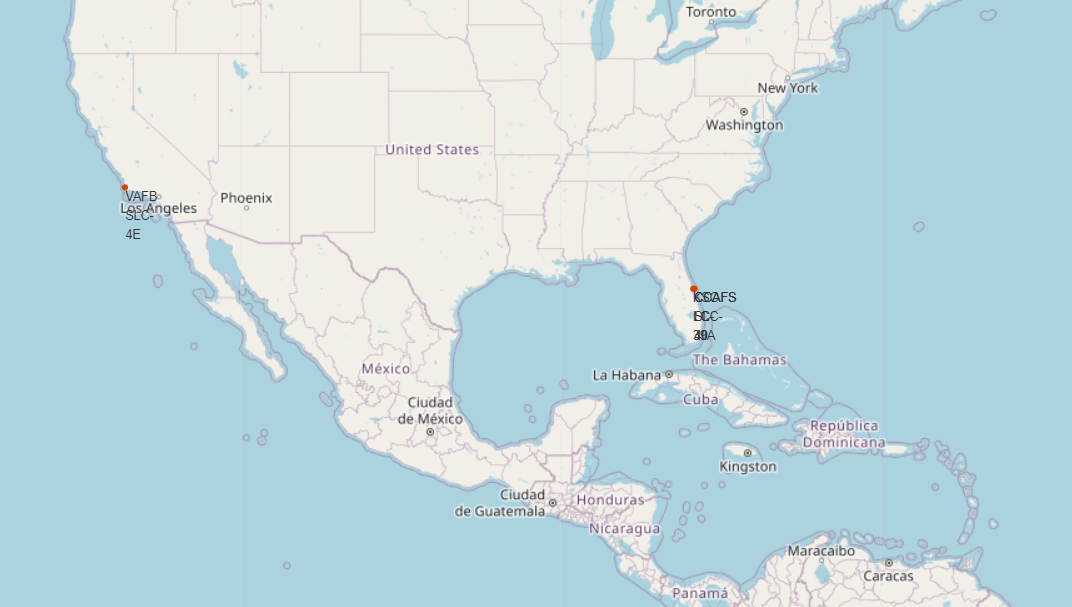 Toronto
New York
Washington
United States
VAFB
SLC-
4E
Los Angeles
Phoenix
The Bahamas
La Habana
México
Cuba
Ciudad
de México
República
Dominicana
Kingston
Ciudad
de Guatemala
Honduras
Nicaragua
Maracaibo
Caracas
Panamá